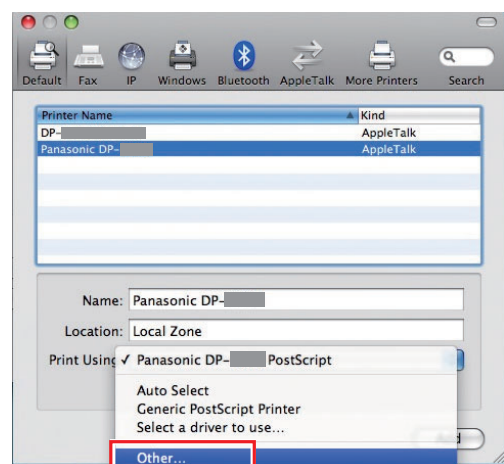 Default Fax IP Windows Bluetooth AppleTalk More Printers Search
Printer Name Kind
DP- AppleTalk
Panasonic DP- AppleTalk
Name: Panasonic DP-
Location: Local Zone
Print Using ✓ Panasonic DP- PostScript
Auto Select
Generic PostScript Printer
Select a driver to use...
Other...